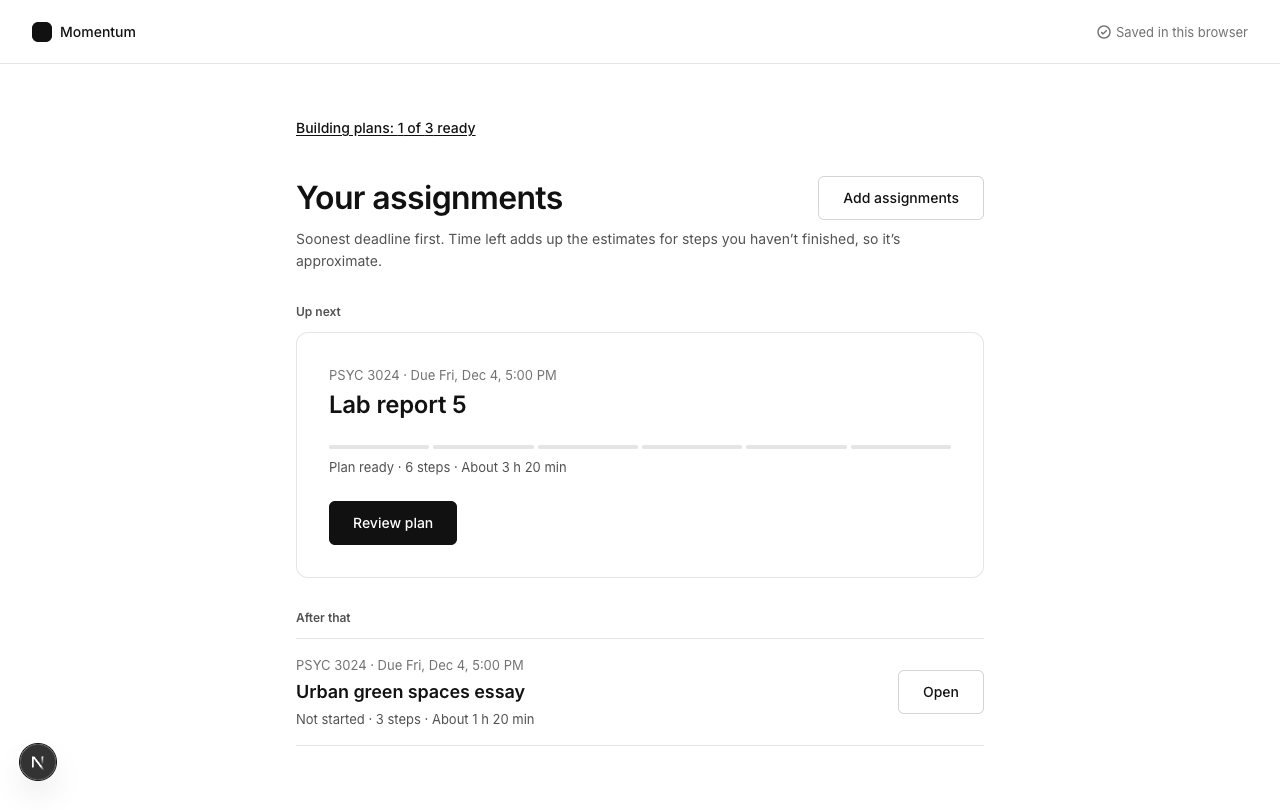 Momentum
Saved in this browser
Building plans: 1 of 3 ready
Your assignments
Add assignments
Soonest deadline first. Time left adds up the estimates for steps you haven’t finished, so it’s
approximate.
Up next
PSYC 3024 · Due Fri, Dec 4, 5:00 PM
Lab report 5
Plan ready · 6 steps · About 3 h 20 min
Review plan
After that
PSYC 3024 · Due Fri, Dec 4, 5:00 PM
Urban green spaces essay
Not started · 3 steps · About 1 h 20 min
Open
N